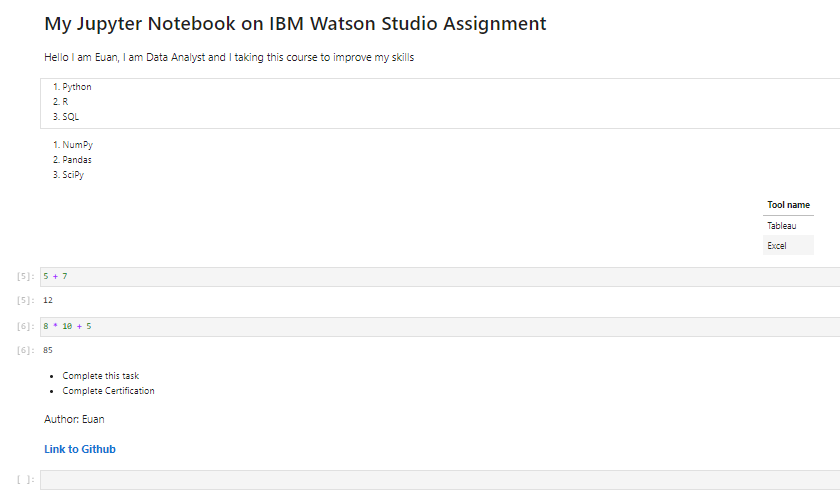 My Jupyter Notebook on IBM Watson Studio Assignment
Hello I am Euan, I am Data Analyst and I taking this course to improve my skills
1. Python
2. R
3. SQL
1. NumPy
2. Pandas
3. SciPy
Tool name
Tableau
Excel
[5]: 5 + 7
[5]: 12
[6]: 8 * 10 + 5
[6]: 85
• Complete this task
• Complete Certification
Author: Euan
Link to Github
[ ]: